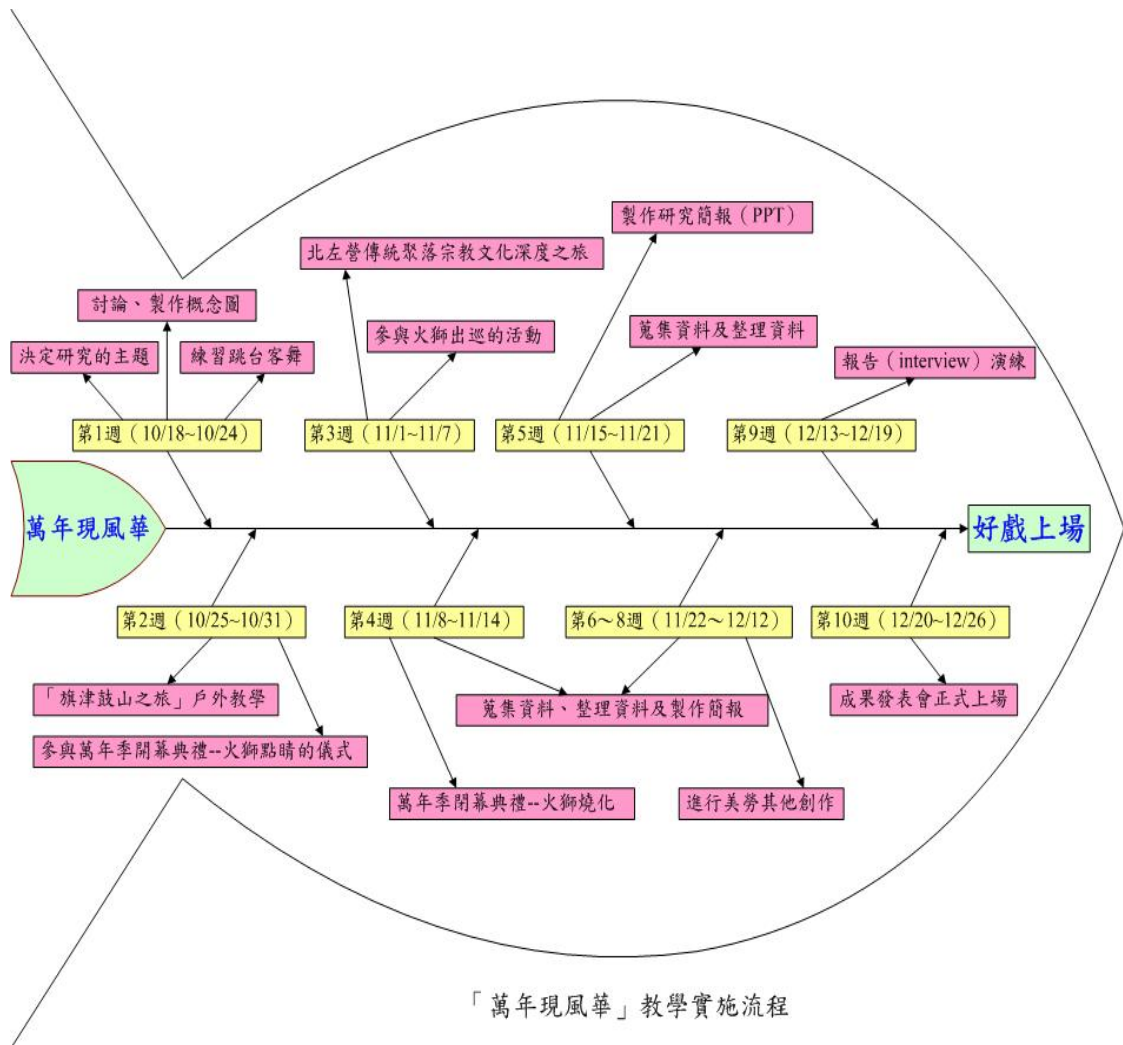 製作研究簡報（PPT）
北左營傳統聚落宗教文化深度之旅
討論、製作概念圖
參與火獅出巡的活動
蒐集資料及整理資料
決定研究的主題
練習跳台客舞
報告（interview）演練
第1週（10/18~10/24）
第3週（11/1~11/7）
第5週（11/15~11/21）
第9週（12/13~12/19）
萬年現風華
好戲上場
第2週（10/25~10/31）
第4週（11/8~11/14）
第6～8週（11/22～12/12）
第10週（12/20~12/26）
「旗津鼓山之旅」戶外教學
蒐集資料、整理資料及製作簡報
成果發表會正式上場
參與萬年季開幕典禮--火獅點睛的儀式
萬年季閉幕典禮--火獅燒化
進行美勞其他創作
「萬年現風華」教學實施流程